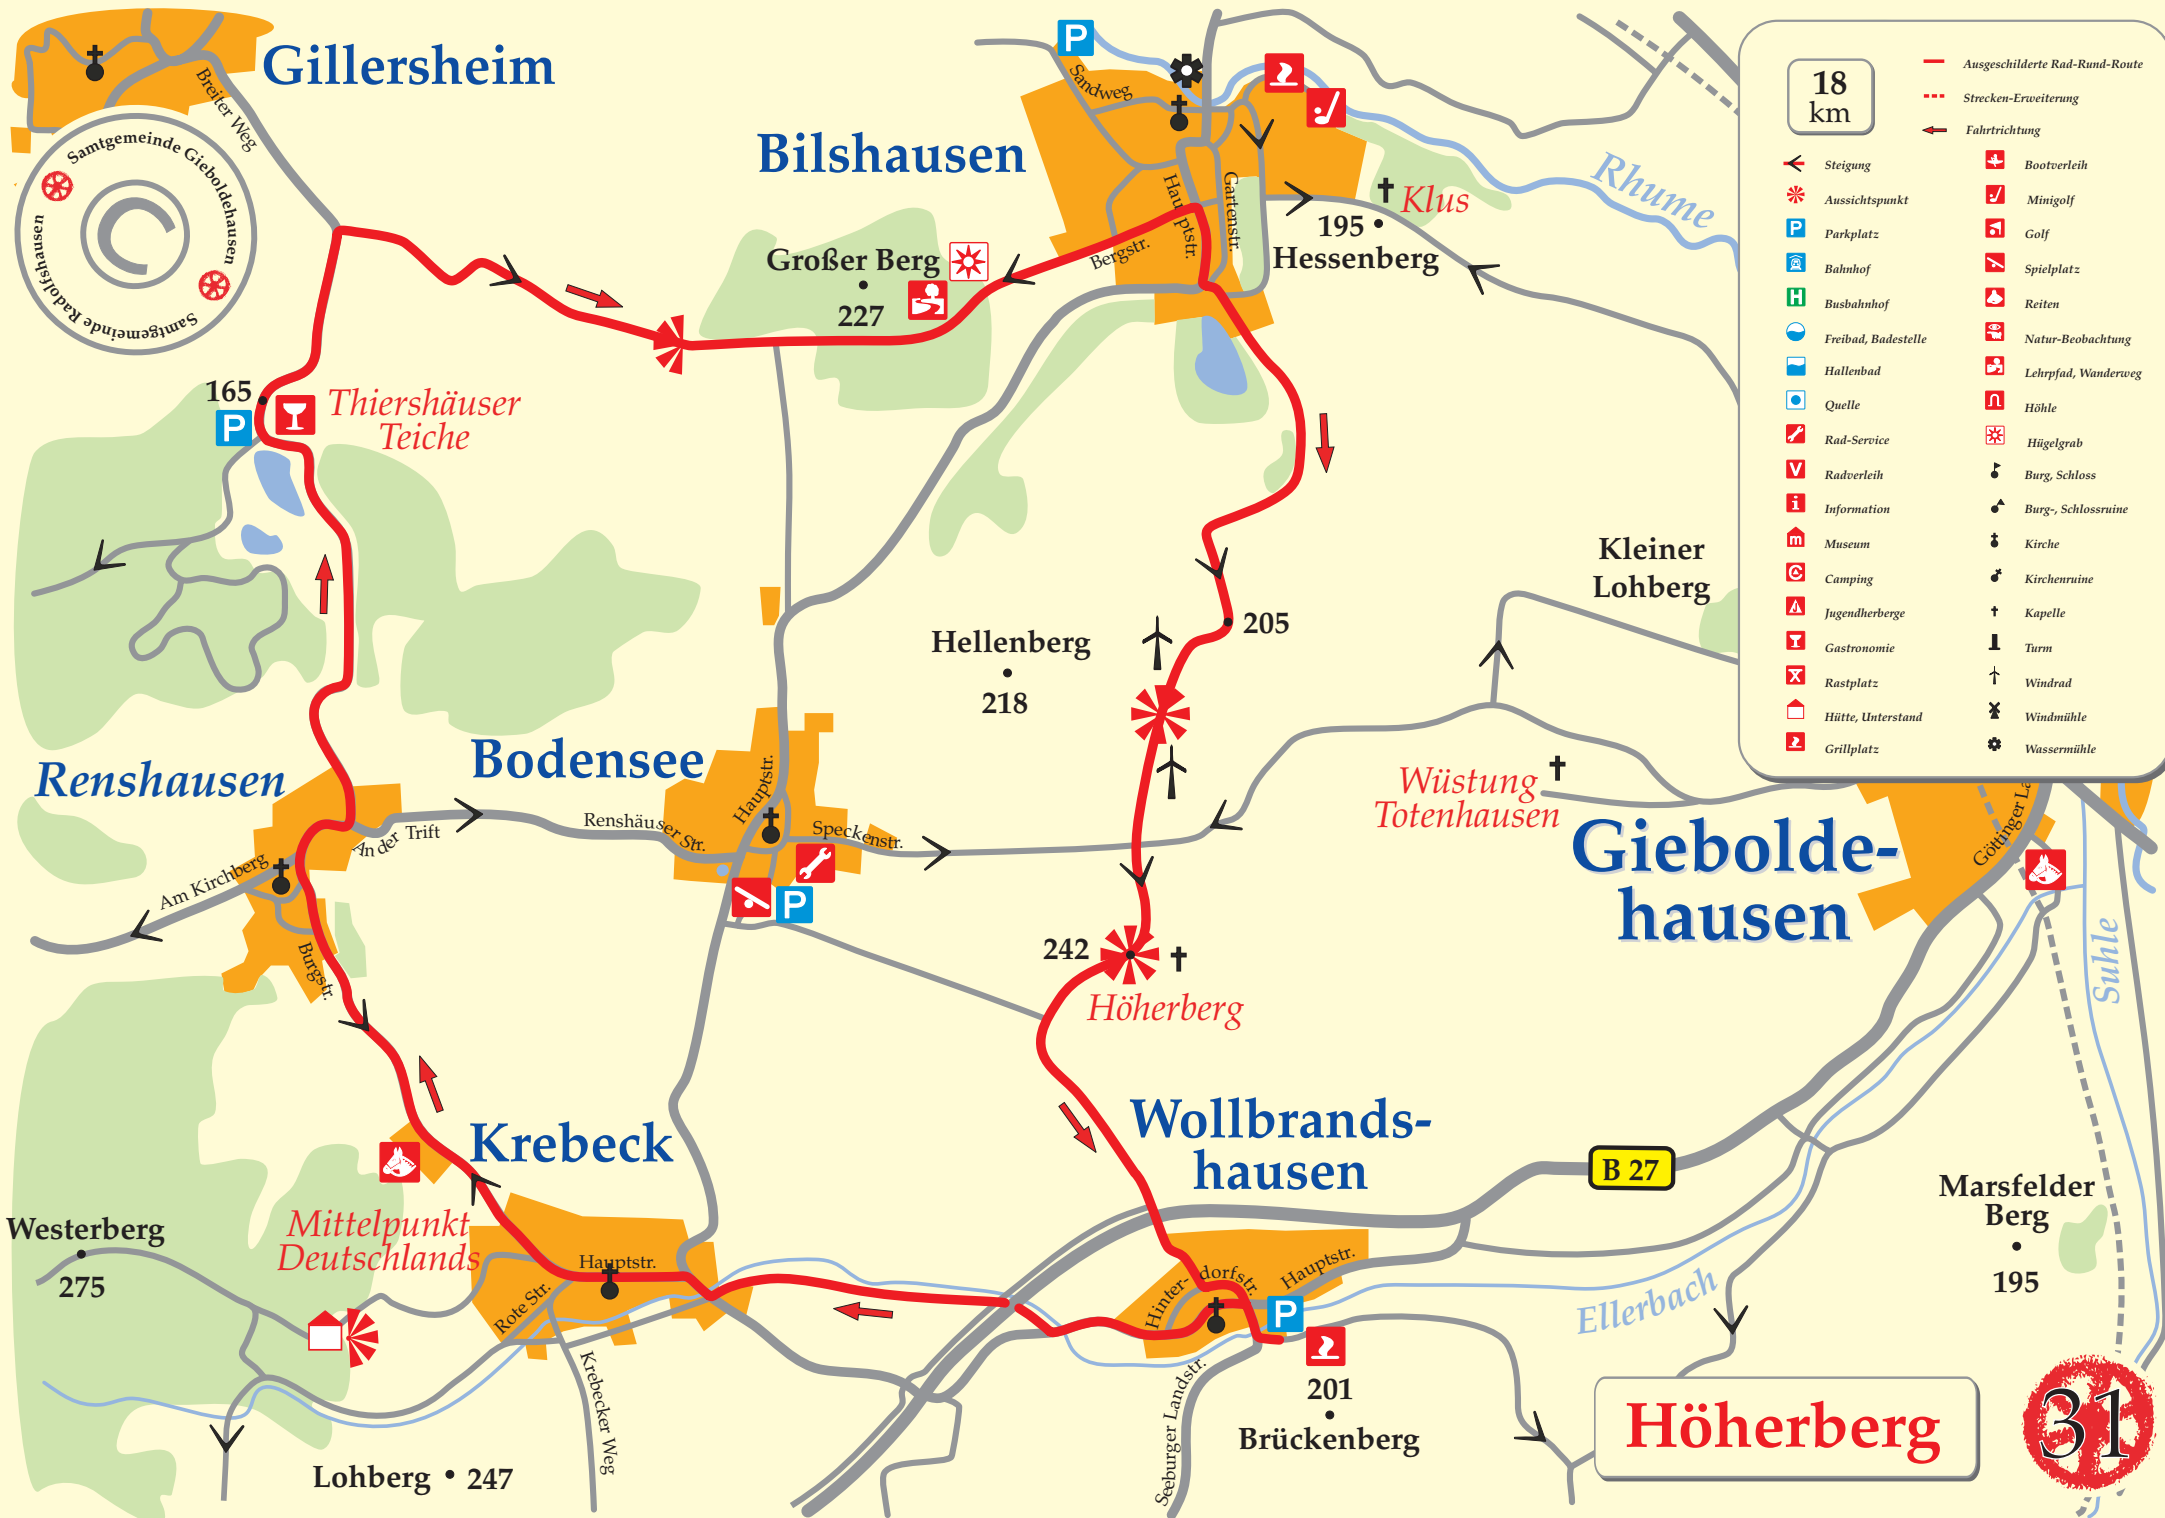 Gillersheim
Breiter Weg
Samtgemeinde Gieboldehausen
Samtgemeinde Radolfshausen
P
Sandweg
Bilshausen
Hauptstr.
Gartenstr.
Bergstr.
Klus
195
Hessenberg
Rhume
Großer Berg
227
165
P
Thiershäuser
Teiche
Kleiner
Lohberg
205
Hellenberg
218
Renshausen
An der Trift
Am Kirchberg
Burgstr.
Bodensee
Hauptstr.
Renshäuser Str.
Speckenstr.
P
Wüstung
Totenhausen
Giebolde-
hausen
Göttinger La
Suhle
242
Höherberg
Krebeck
Wollbrands-
hausen
B 27
Marsfelder
Berg
195
Westerberg
275
Mittelpunkt
Deutschlands
Hauptstr.
Rote Str.
Krebecker Weg
Hinter-
dorfstr.
Hauptstr.
P
Ellerbach
Seeburger Landstr.
201
Brückenberg
Lohberg
247
Höherberg
31
18
km
Ausgeschilderte Rad-Rund-Route
Strecken-Erweiterung
Fahrtrichtung
Steigung
Aussichtspunkt
P Parkplatz
Bahnhof
H Busbahnhof
Freibad, Badestelle
Hallenbad
Quelle
Rad-Service
V Radverleih
i Information
m Museum
C Camping
Jugendherberge
Gastronomie
Rastplatz
Hütte, Unterstand
Grillplatz
Bootverleih
Minigolf
Golf
Spielplatz
Reiten
Natur-Beobachtung
Lehrpfad, Wanderweg
Höhle
Hügelgrab
Burg, Schloss
Burg-, Schlossruine
Kirche
Kirchenruine
Kapelle
Turm
Windrad
Windmühle
Wassermühle